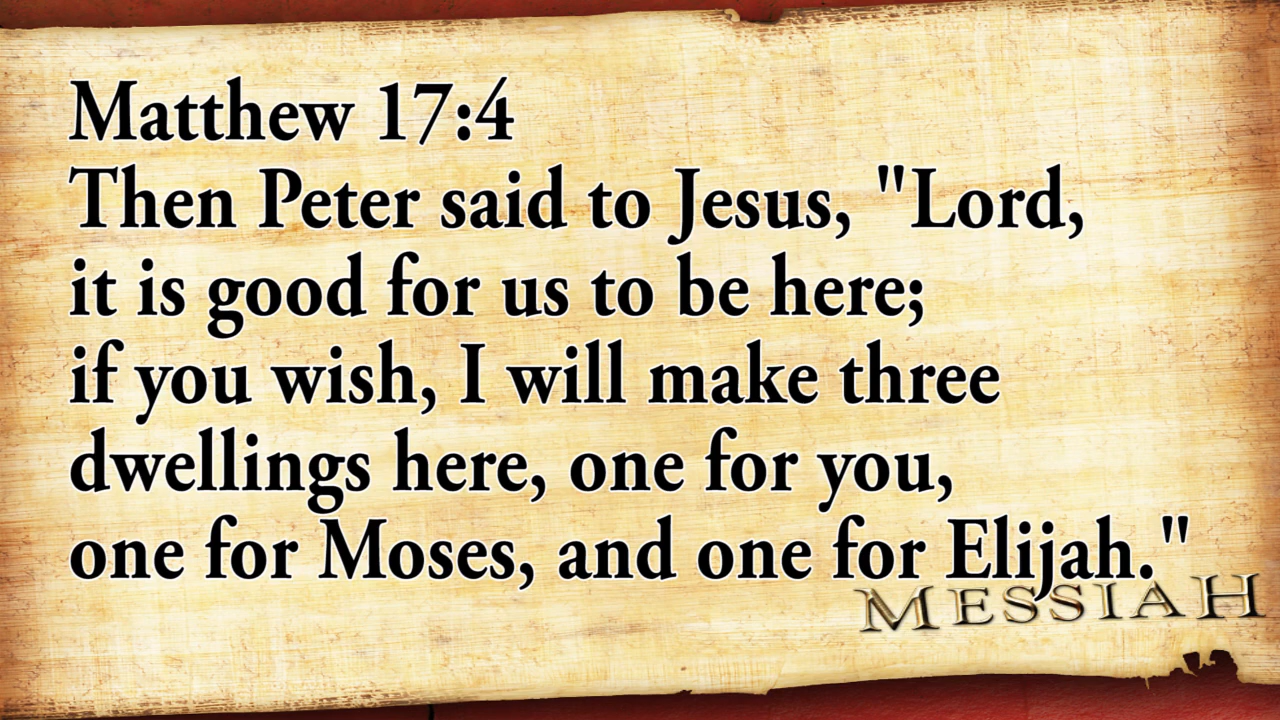 Matthew 17:4
Then Peter said to Jesus, "Lord,
it is good for us to be here;
if you wish, I will make three
dwellings here, one for you,
one for Moses, and one for Elijah."
MESSIAH